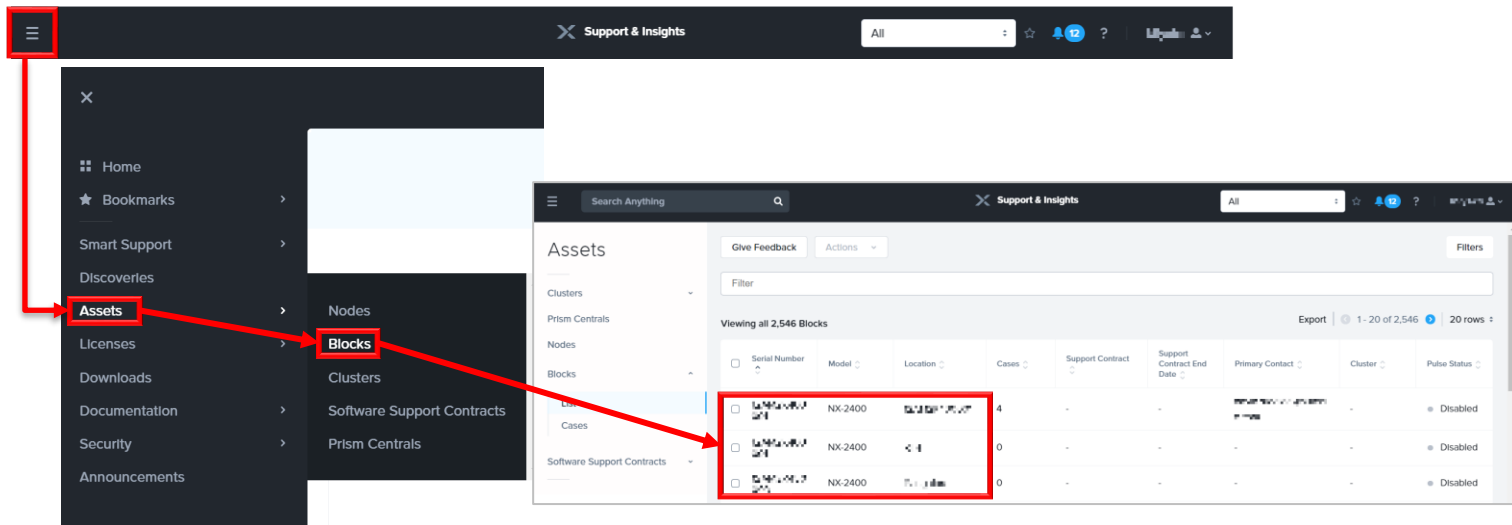 Support & Insights
All
12
?
Home
Bookmarks
Smart Support
Discoveries
Assets
Licenses
Downloads
Documentation
Security
Announcements
Nodes
Blocks
Clusters
Software Support Contracts
Prism Centrals
Search Anything
Support & Insights
All
12
?
Assets
Clusters
Prism Centrals
Nodes
Blocks
List
Cases
Software Support Contracts
Give Feedback
Actions
Filters
Filter
Viewing all 2,546 Blocks
Export
1 - 20 of 2,546
20 rows
Serial Number
Model
Location
Cases
Support Contract
Support Contract End Date
Primary Contact
Cluster
Pulse Status
NX-2400 4 - - - Disabled
NX-2400 0 - - - - Disabled
NX-2400 0 - - - - Disabled